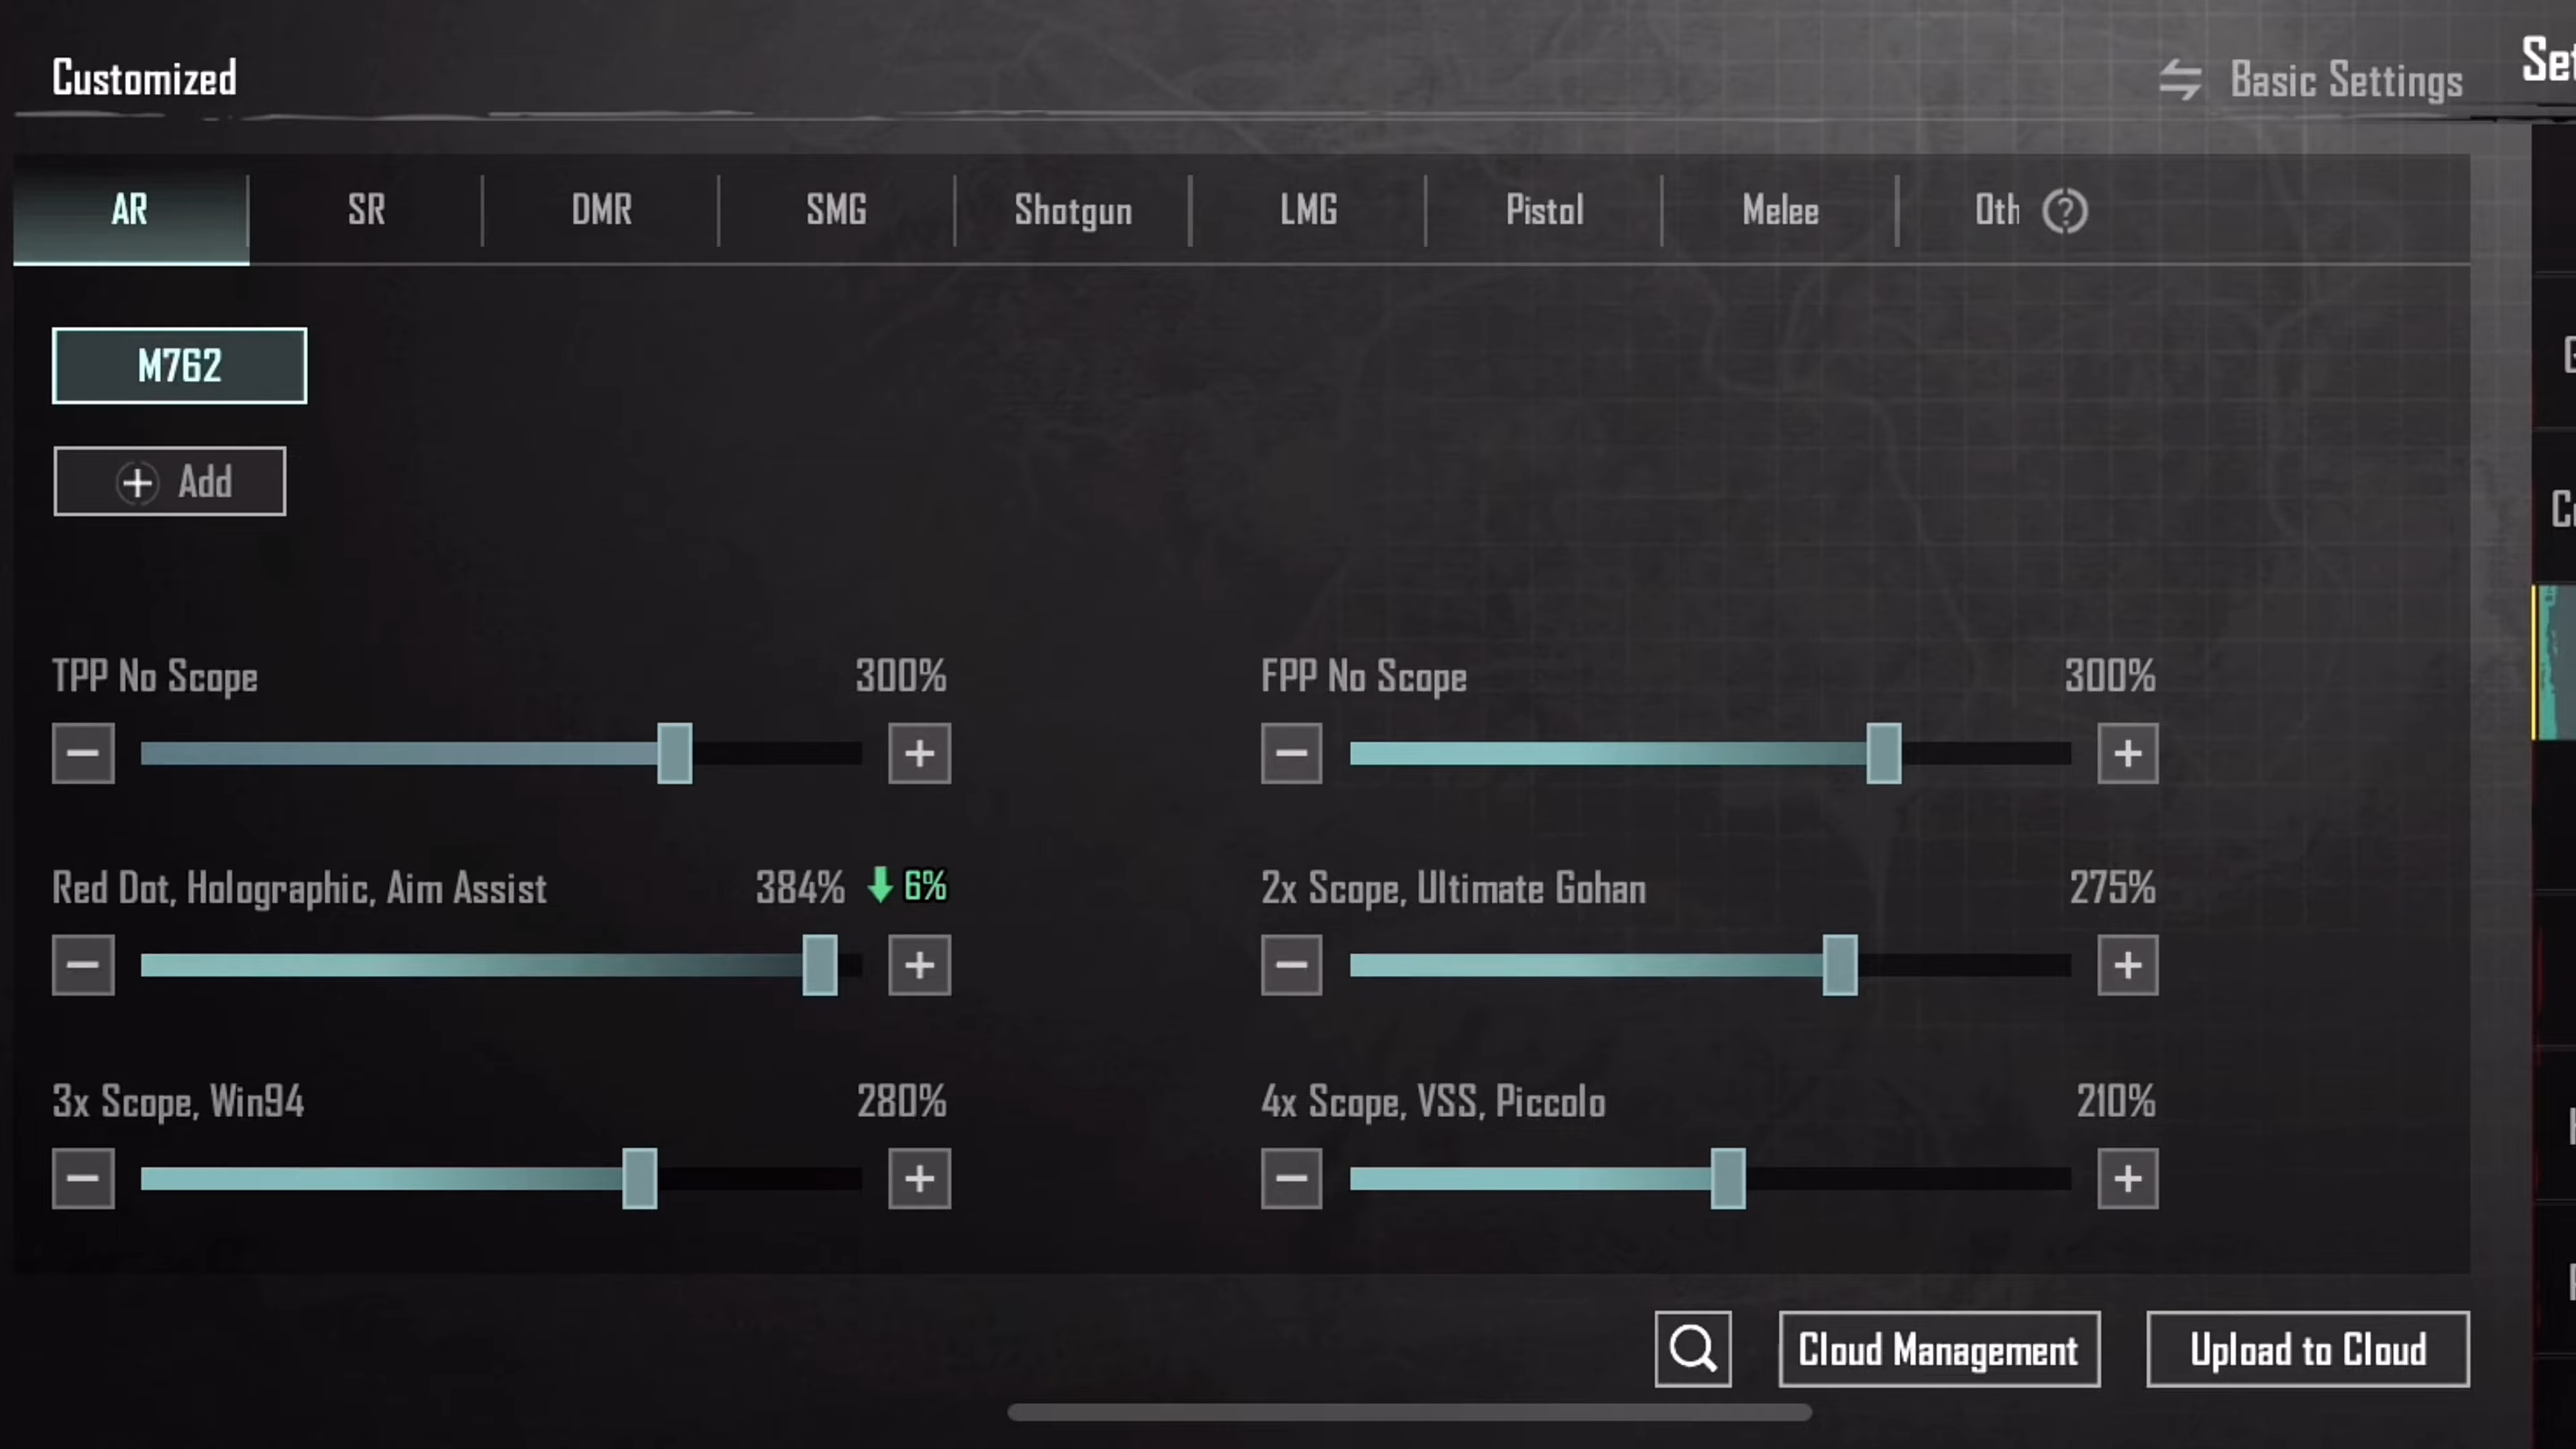 Customized
Basic Settings
AR SR DMR SMG Shotgun LMG Pistol Melee Oth
M762
Add
TPP No Scope 300%
FPP No Scope 300%
Red Dot, Holographic, Aim Assist 384% 6%
2x Scope, Ultimate Gohan 275%
3x Scope, Win94 280%
4x Scope, VSS, Piccolo 210%
Cloud Management
Upload to Cloud